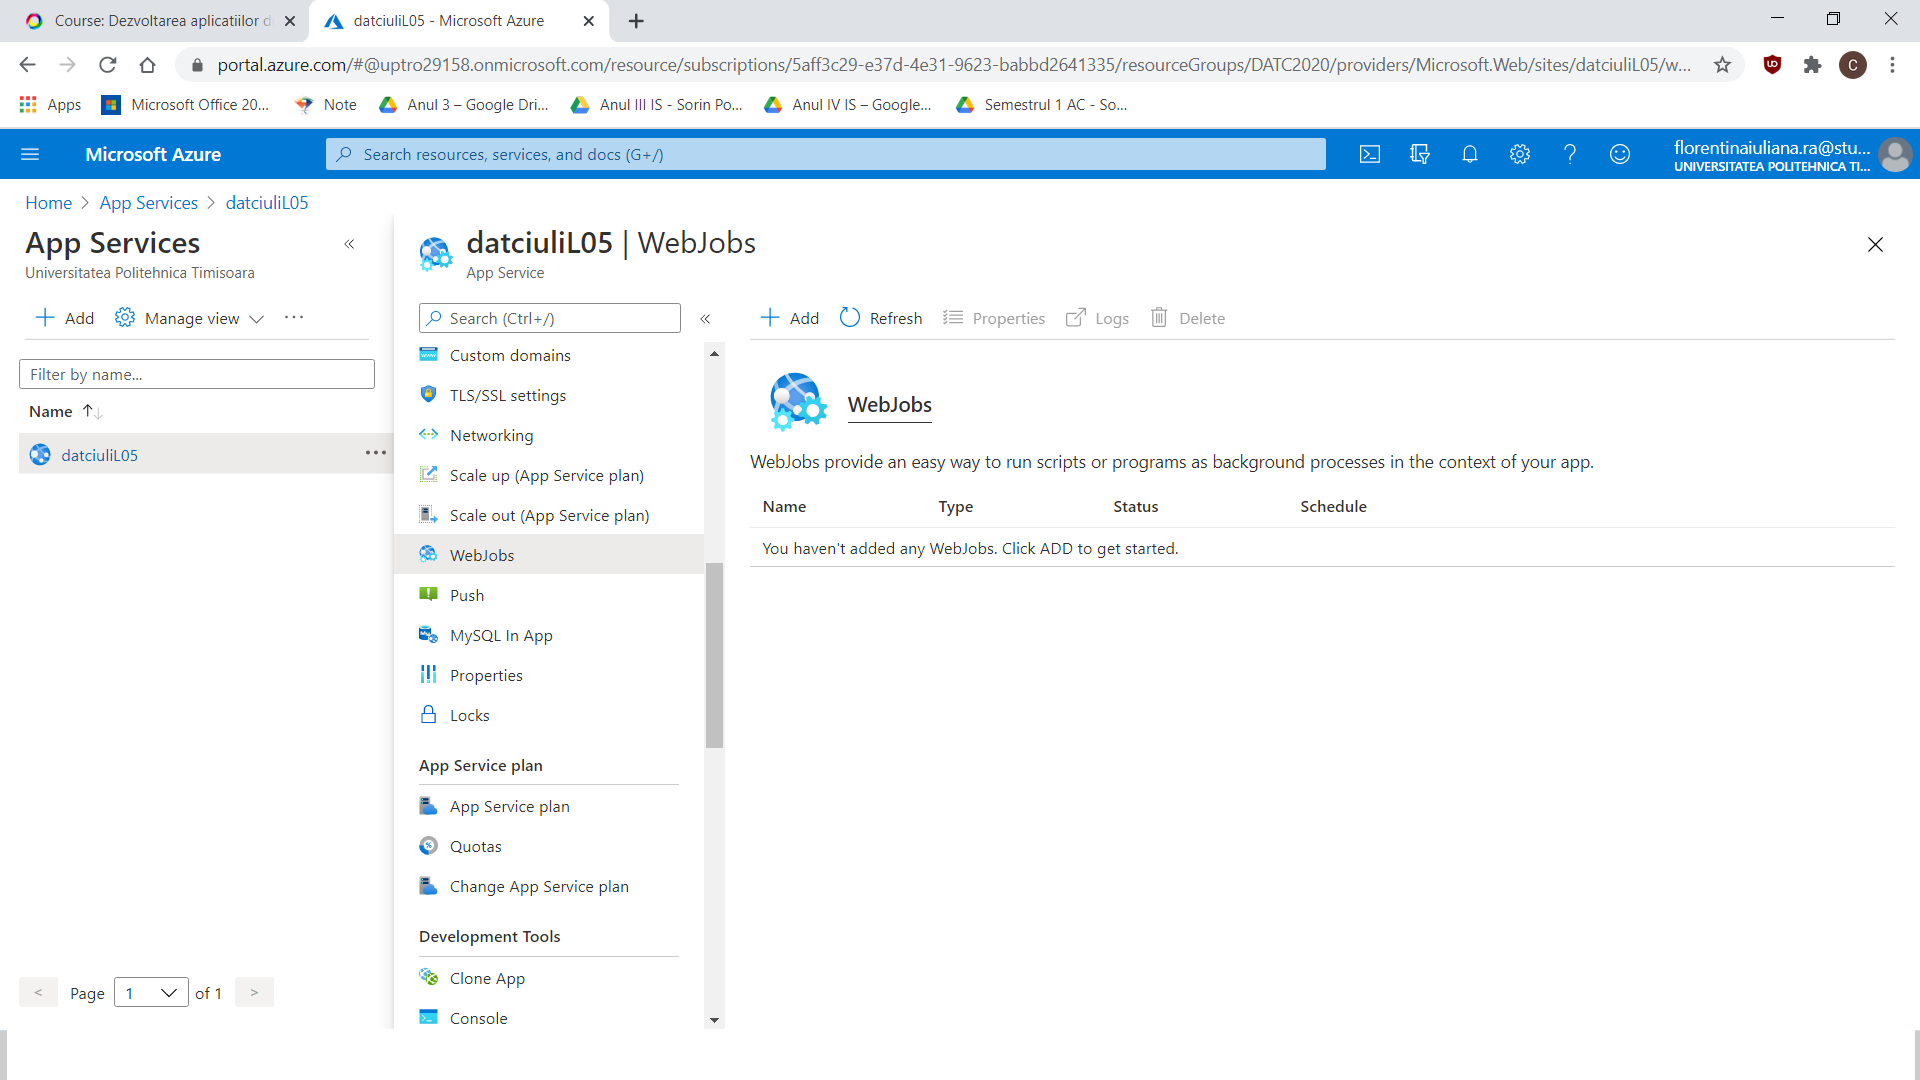 Course: Dezvoltarea aplicatiilor d
datciuliL05 - Microsoft Azure
portal.azure.com/#@uptro29158.onmicrosoft.com/resource/subscriptions/5aff3c29-e37d-4e31-9623-babbd2641335/resourceGroups/DATC2020/providers/Microsoft.Web/sites/datciuliL05/w...
C
Apps
Microsoft Office 20...
Note
Anul 3 – Google Dri...
Anul III IS - Sorin Po...
Anul IV IS – Google...
Semestrul 1 AC - So...
Microsoft Azure
Search resources, services, and docs (G+/)
florentinaiuliana.ra@stu...
UNIVERSITATEA POLITEHNICA TI...
Home > App Services > datciuliL05
App Services
Universitatea Politehnica Timisoara
Add
Manage view
Filter by name...
Name
datciuliL05
Page 1 of 1
datciuliL05 | WebJobs
App Service
Search (Ctrl+/)
Custom domains
TLS/SSL settings
Networking
Scale up (App Service plan)
Scale out (App Service plan)
WebJobs
Push
MySQL In App
Properties
Locks
App Service plan
App Service plan
Quotas
Change App Service plan
Development Tools
Clone App
Console
Add
Refresh
Properties
Logs
Delete
WebJobs
WebJobs provide an easy way to run scripts or programs as background processes in the context of your app.
Name Type Status Schedule
You haven't added any WebJobs. Click ADD to get started.